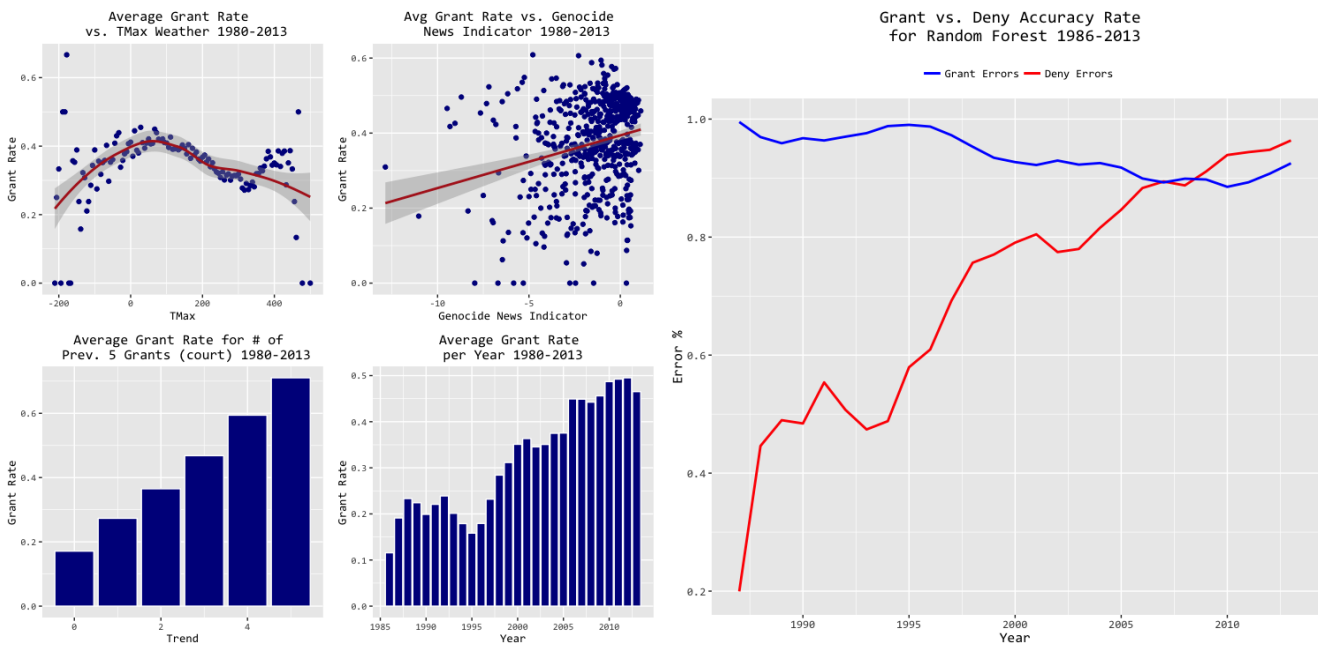 Average Grant Rate
vs. TMax Weather 1980-2013
Grant Rate
0.6
0.4
0.2
0.0
-200
0
200
400
TMax
Avg Grant Rate vs. Genocide
News Indicator 1980-2013
Grant Rate
0.6
0.4
0.2
0.0
-10
-5
0
Genocide News Indicator
Average Grant Rate for # of
Prev. 5 Grants (court) 1980-2013
Grant Rate
0.6
0.4
0.2
0.0
0
2
4
Trend
Average Grant Rate
per Year 1980-2013
Grant Rate
0.5
0.4
0.3
0.2
0.1
0.0
1985
1990
1995
2000
2005
2010
Year
Grant vs. Deny Accuracy Rate
for Random Forest 1986-2013
Grant Errors
Deny Errors
Error %
1.0
0.8
0.6
0.4
0.2
1990
1995
2000
2005
2010
Year